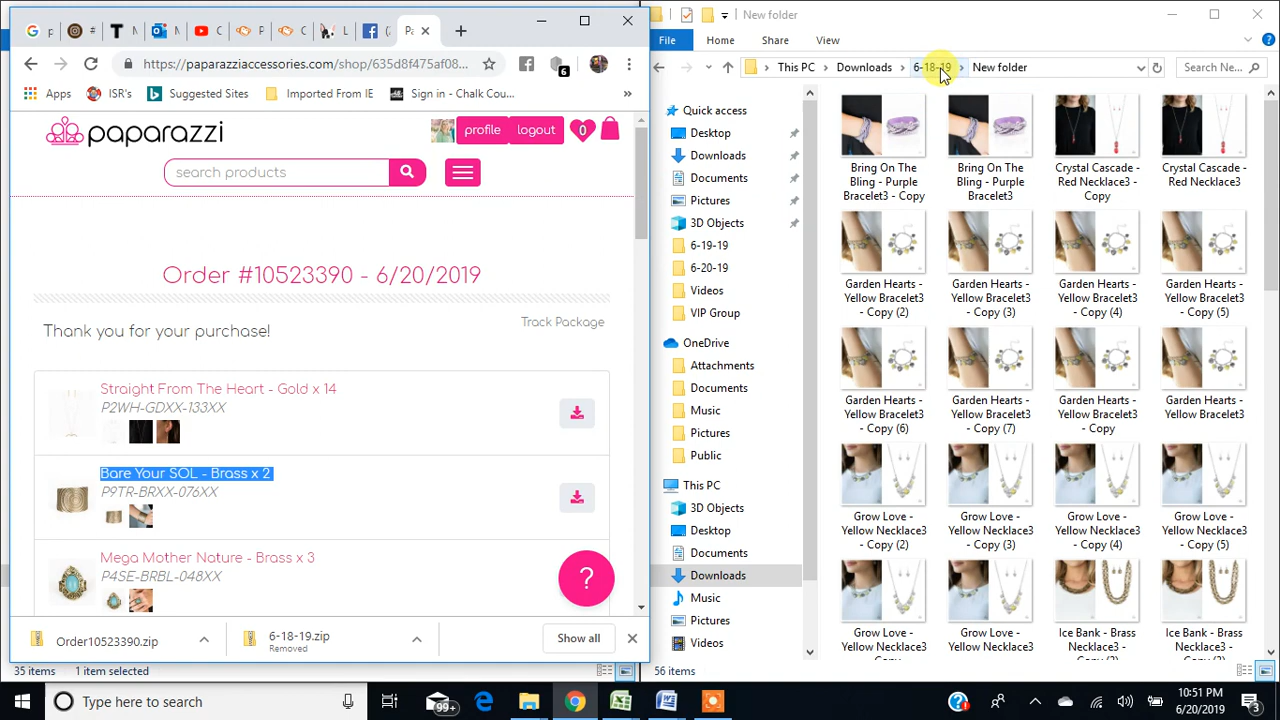 New folder
File
Home
Share
View
This PC
Downloads
6-18-19
New folder
Search Ne...
https://paparazziaccessories.com/shop/635d8f475af08...
6
Apps
ISR's
Suggested Sites
Imported From IE
Sign in - Chalk Cou...
»
paparazzi
profile
logout
0
search products
Order #10523390 - 6/20/2019
Track Package
Thank you for your purchase!
Straight From The Heart - Gold x 14
P2WH-GDXX-133XX
Bare Your SOL - Brass x 2
P9TR-BRXX-076XX
Mega Mother Nature - Brass x 3
P4SE-BRBL-048XX
?
Order10523390.zip
6-18-19.zip
Removed
Show all
35 items
1 item selected
Quick access
Desktop
Downloads
Documents
Pictures
3D Objects
6-19-19
6-20-19
Videos
VIP Group
OneDrive
Attachments
Documents
Music
Pictures
Public
This PC
3D Objects
Desktop
Documents
Downloads
Music
Pictures
Videos
Bring On The
Bling - Purple
Bracelet3 - Copy
Bring On The
Bling - Purple
Bracelet3
Crystal Cascade -
Red Necklace3 -
Copy
Crystal Cascade -
Red Necklace3
Garden Hearts -
Yellow Bracelet3
- Copy (2)
Garden Hearts -
Yellow Bracelet3
- Copy (3)
Garden Hearts -
Yellow Bracelet3
- Copy (4)
Garden Hearts -
Yellow Bracelet3
- Copy (5)
Garden Hearts -
Yellow Bracelet3
- Copy (6)
Garden Hearts -
Yellow Bracelet3
- Copy (7)
Garden Hearts -
Yellow Bracelet3
- Copy
Garden Hearts -
Yellow Bracelet3
Grow Love -
Yellow Necklace3
- Copy (2)
Grow Love -
Yellow Necklace3
- Copy (3)
Grow Love -
Yellow Necklace3
- Copy (4)
Grow Love -
Yellow Necklace3
- Copy (5)
Grow Love -
Yellow Necklace3
Grow Love -
Yellow Necklace3
Ice Bank - Brass
Necklace3 -
Ice Bank - Brass
Necklace3 -
56 items
Type here to search
99+
10:51 PM
6/20/2019
3